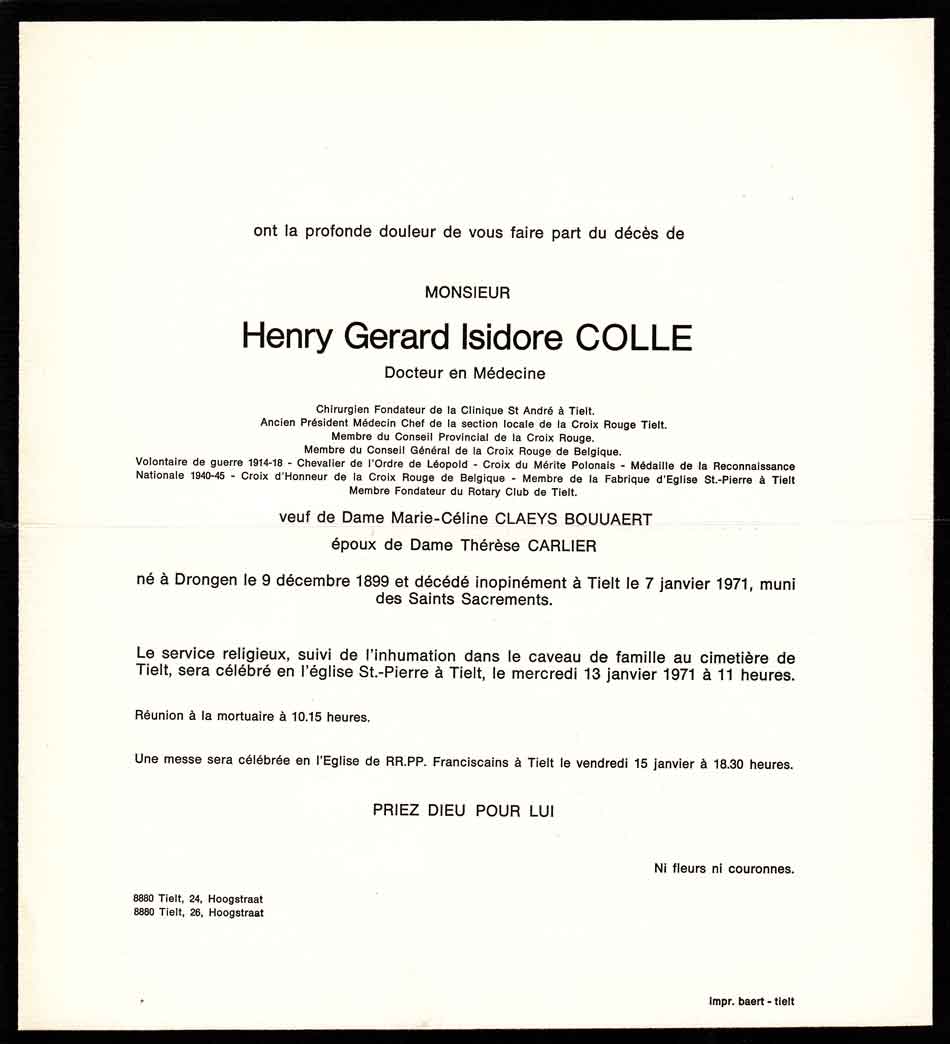 ont la profonde douleur de vous faire part du décès de
MONSIEUR
Henry Gerard Isidore COLLE
Docteur en Médecine
Chirurgien Fondateur de la Clinique St André à Tielt.
Ancien Président Médecin Chef de la section locale de la Croix Rouge Tielt.
Membre du Conseil Provincial de la Croix Rouge.
Membre du Conseil Général de la Croix Rouge de Belgique.
Volontaire de guerre 1914-18 - Chevalier de l'Ordre de Léopold - Croix du Mérite Polonais - Médaille de la Reconnaissance
Nationale 1940-45 - Croix d'Honneur de la Croix Rouge de Belgique - Membre de la Fabrique d'Eglise St.-Pierre à Tielt
Membre Fondateur du Rotary Club de Tielt.
veuf de Dame Marie-Céline CLAEYS BOUUAERT
époux de Dame Thérèse CARLIER
né à Drongen le 9 décembre 1899 et décédé inopinément à Tielt le 7 janvier 1971, muni
des Saints Sacrements.
Le service religieux, suivi de l'inhumation dans le caveau de famille au cimetière de
Tielt, sera célébré en l'église St.-Pierre à Tielt, le mercredi 13 janvier 1971 à 11 heures.
Réunion à la mortuaire à 10.15 heures.
Une messe sera célébrée en l'Eglise de RR.PP. Franciscains à Tielt le vendredi 15 janvier à 18.30 heures.
PRIEZ DIEU POUR LUI
Ni fleurs ni couronnes.
8880 Tielt, 24, Hoogstraat
8880 Tielt, 26, Hoogstraat
impr. baert - tielt